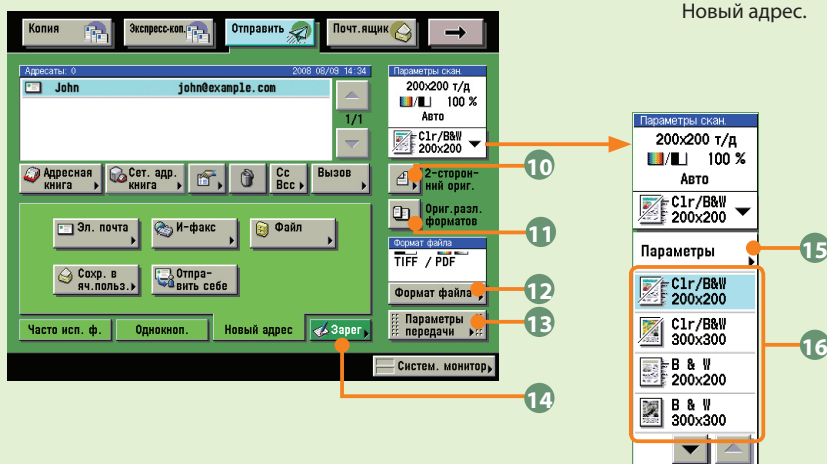 Новый адрес.
Копия
Экспресс-коп.
Отправить
Почт.ящик
Адресаты: 0
2008 08/09 14:34
John john@example.com
1/1
Адресная книга
Сет. адр. книга
Cc Bcc
Вызов
Эл. почта
И-факс
Файл
Сохр. в яч.польз.
Отпра-
вить себе
Часто исп. ф.
Однокноп.
Новый адрес
Зарег.
Систем. монитор
Параметры скан.
200x200 т/д
100 %
Авто
Clr/B&W
200x200
2-сторон-
ний ориг.
Ориг.разл.
форматов
Формат файла
TIFF / PDF
Формат файла
Параметры
передачи
10
11
12
13
14
Параметры скан.
200x200 т/д
100 %
Авто
Clr/B&W
200x200
Параметры
Clr/B&W
200x200
Clr/B&W
300x300
B & W
200x200
B & W
300x300
15
16